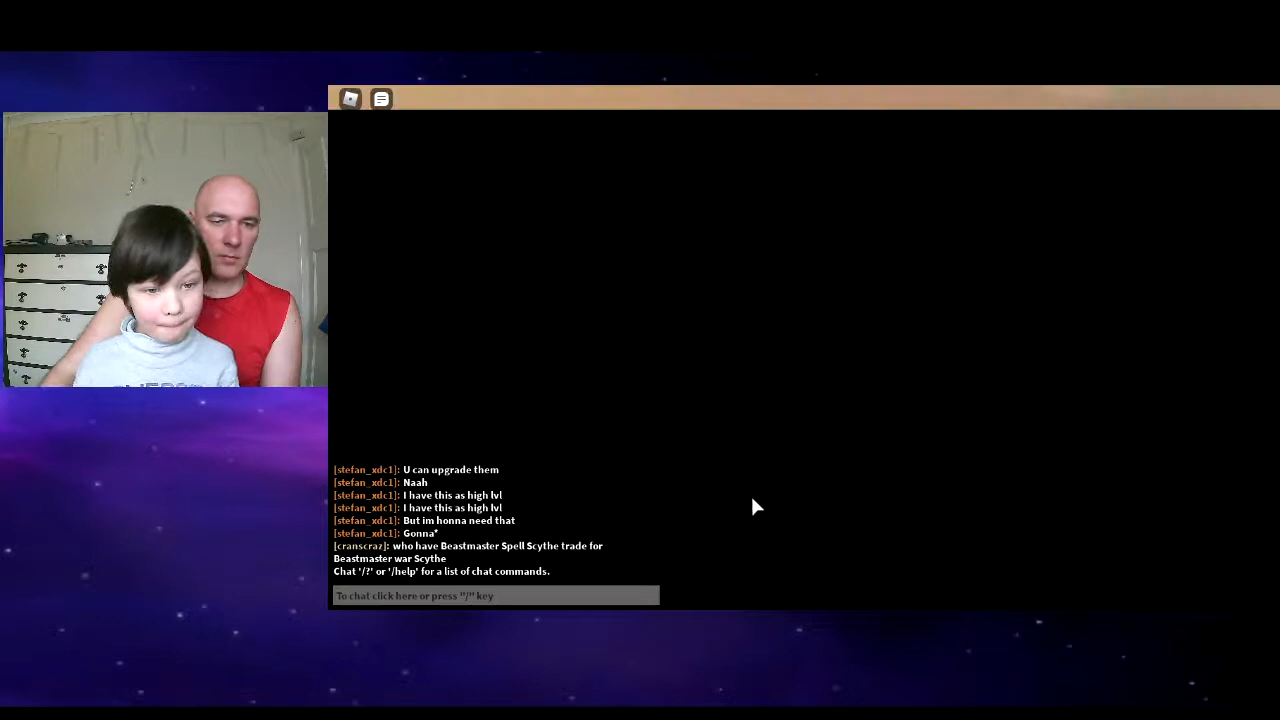 [stefan_xdc1]: U can upgrade them
[stefan_xdc1]: Naah
[stefan_xdc1]: I have this as high lvl
[stefan_xdc1]: I have this as high lvl
[stefan_xdc1]: But im honna need that
[stefan_xdc1]: Gonna*
[cranscraz]: who have Beastmaster Spell Scythe trade for
Beastmaster war Scythe
Chat '/?' or '/help' for a list of chat commands.
To chat click here or press "/" key